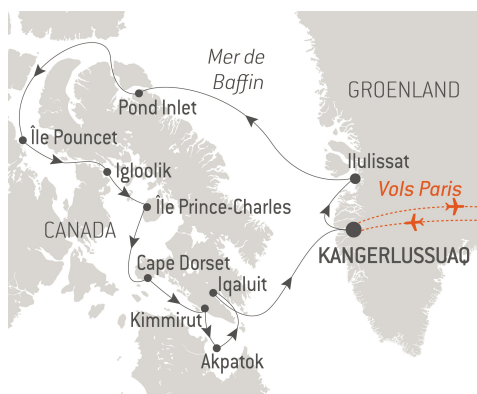 Mer de
Baffin
GROENLAND
Pond Inlet
Île Pouncet
Ilulissat
Igloolik
Vols Paris
Île Prince-Charles
CANADA
KANGERLUSSUAQ
Cape Dorset
Iqaluit
Kimmirut
Akpatok